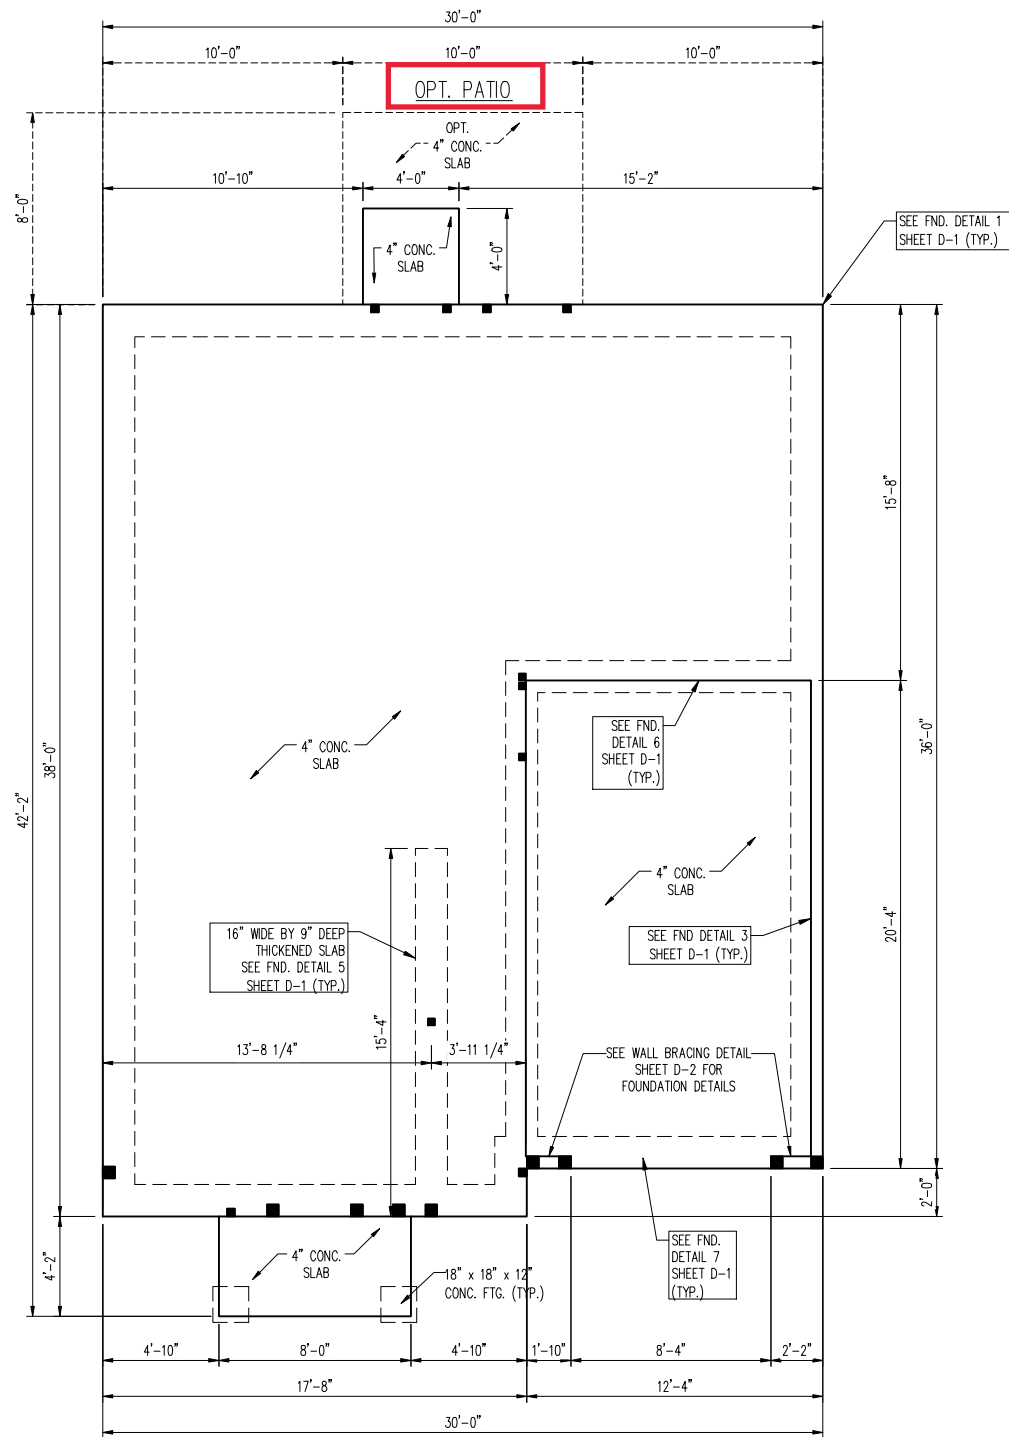 30'-0"
10'-0"
10'-0"
10'-0"
OPT. PATIO
OPT.
4" CONC.
SLAB
10'-10"
4'-0"
15'-2"
8'-0"
SEE FND. DETAIL 1
SHEET D-1 (TYP.)
4" CONC.
SLAB
4'-0"
15'-8"
SEE FND.
DETAIL 6
SHEET D-1
(TYP.)
4" CONC.
SLAB
38'-0"
36'-0"
42'-2"
4" CONC.
SLAB
20'-4"
16" WIDE BY 9" DEEP
THICKENED SLAB
SEE FND. DETAIL 5
SHEET D-1 (TYP.)
SEE FND DETAIL 3
SHEET D-1 (TYP.)
15'-4"
13'-8 1/4"
3'-11 1/4"
SEE WALL BRACING DETAIL
SHEET D-2 FOR
FOUNDATION DETAILS
2'-0"
4'-2"
4" CONC.
SLAB
18" x 18" x 12"
CONC. FTG. (TYP.)
SEE FND.
DETAIL 7
SHEET D-1
(TYP.)
4'-10"
8'-0"
4'-10"
1'-10"
8'-4"
2'-2"
17'-8"
12'-4"
30'-0"